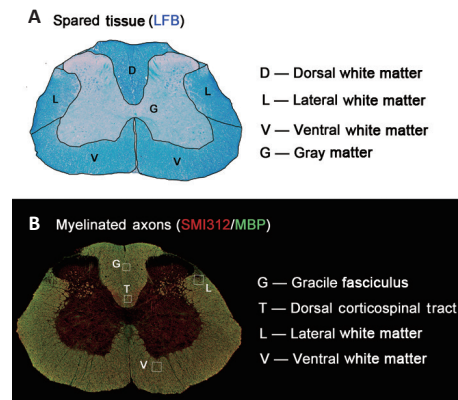 A Spared tissue (LFB)
D
L
L
G
V
V
D — Dorsal white matter
L — Lateral white matter
V — Ventral white matter
G — Gray matter
B Myelinated axons (SMI312/MBP)
G
T
L
V
G — Gracile fasciculus
T — Dorsal corticospinal tract
L — Lateral white matter
V — Ventral white matter